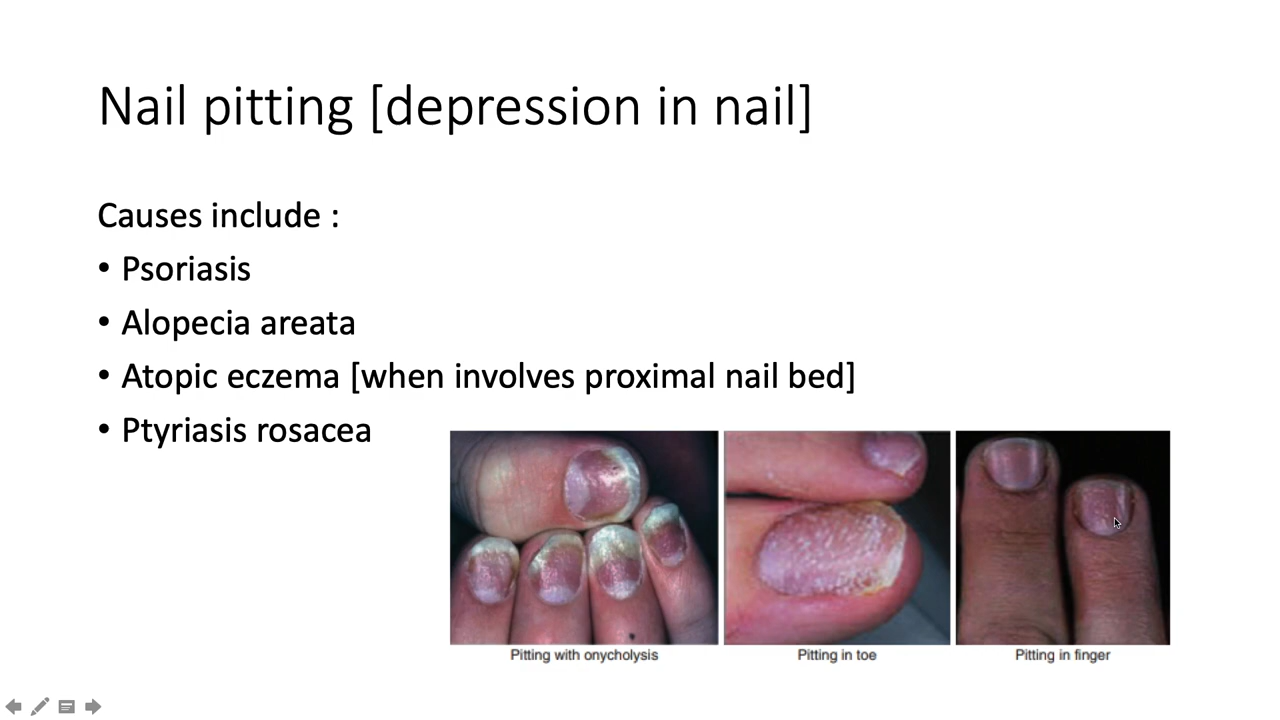 Nail pitting [depression in nail]
Causes include :
• Psoriasis
• Alopecia areata
• Atopic eczema [when involves proximal nail bed]
• Ptyriasis rosacea
Pitting with onycholysis
Pitting in toe
Pitting in finger